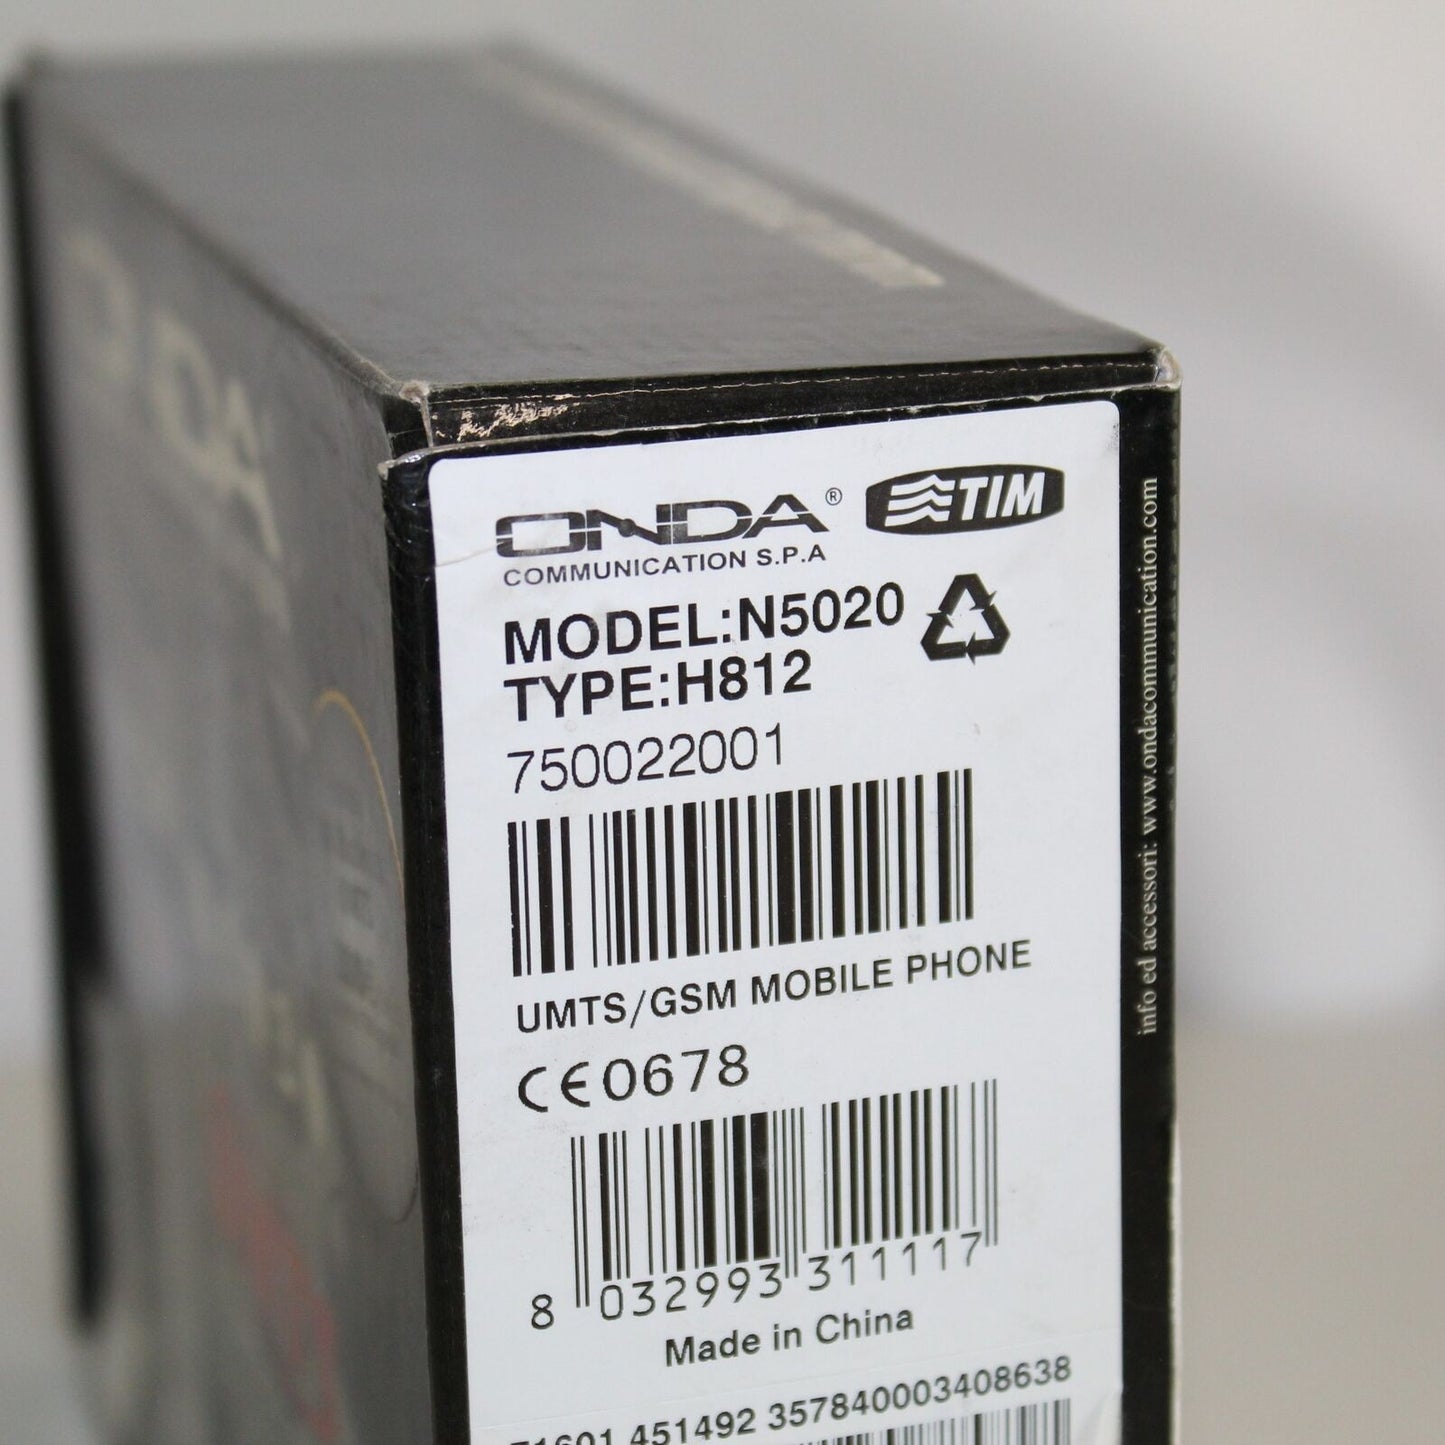 ONDA® TIM
COMMUNICATION S.P.A
MODEL:N5020
TYPE:H812
750022001
UMTS/GSM MOBILE PHONE
CE0678
8 032993 311117
Made in China
451492 357840003408638
info ed accessori: www.ondacommunication.com